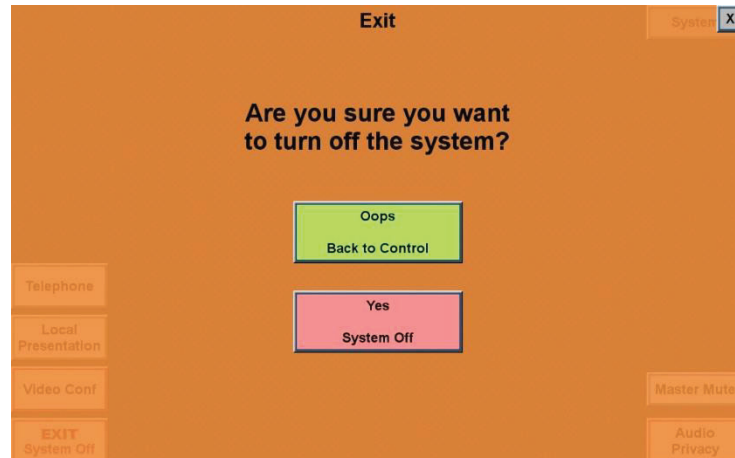 Exit
System
X
Are you sure you want
to turn off the system?
Oops
Back to Control
Yes
System Off
Telephone
Local
Presentation
Video Conf
EXIT
System Off
Master Mute
Audio
Privacy